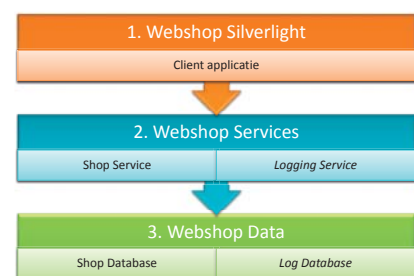 1. Webshop Silverlight
Client applicatie
2. Webshop Services
Shop Service Logging Service
3. Webshop Data
Shop Database Log Database